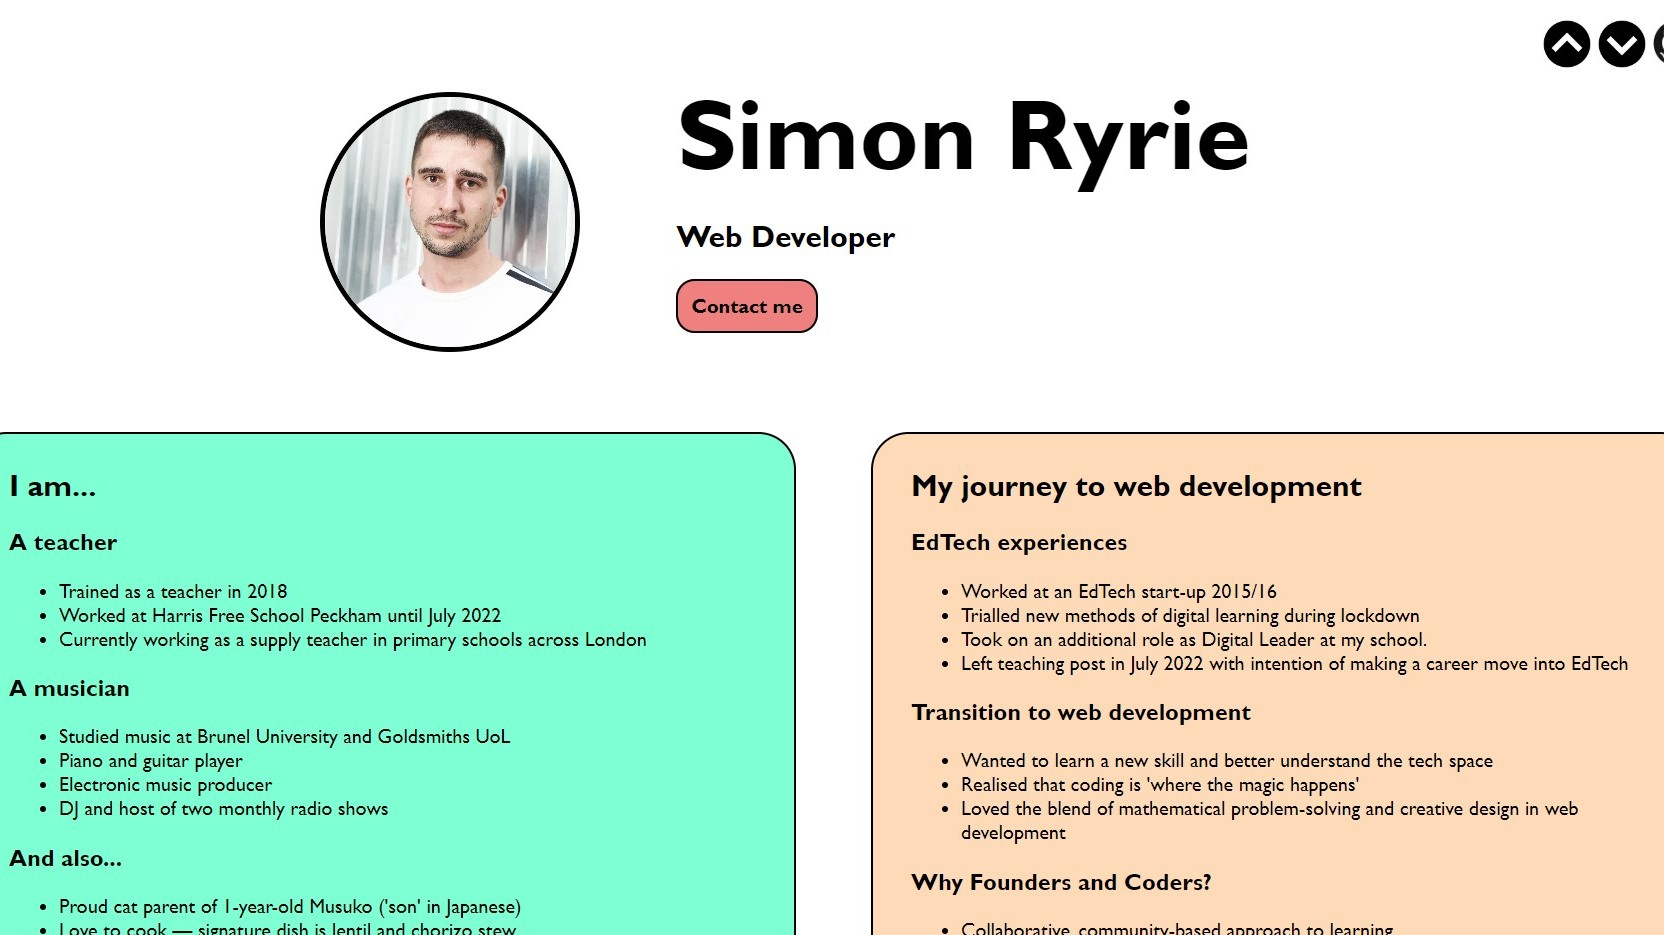 Simon Ryrie
Web Developer
Contact me
I am...
A teacher
Trained as a teacher in 2018
Worked at Harris Free School Peckham until July 2022
Currently working as a supply teacher in primary schools across London
A musician
Studied music at Brunel University and Goldsmiths UoL
Piano and guitar player
Electronic music producer
DJ and host of two monthly radio shows
And also...
Proud cat parent of 1-year-old Musuko ('son' in Japanese)
Love to cook — signature dish is lentil and chorizo stew
My journey to web development
EdTech experiences
Worked at an EdTech start-up 2015/16
Trialled new methods of digital learning during lockdown
Took on an additional role as Digital Leader at my school.
Left teaching post in July 2022 with intention of making a career move into EdTech
Transition to web development
Wanted to learn a new skill and better understand the tech space
Realised that coding is 'where the magic happens'
Loved the blend of mathematical problem-solving and creative design in web
development
Why Founders and Coders?
Collaborative, community-based approach to learning